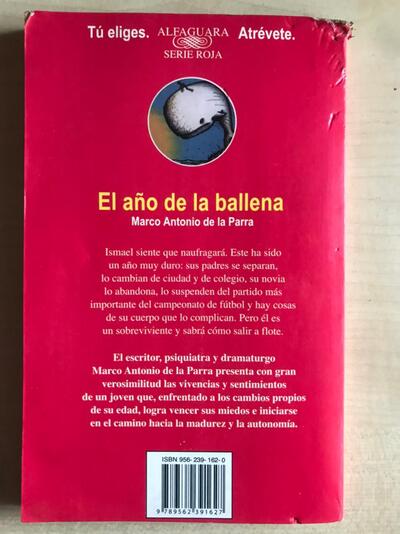 Tú eliges. ALFAGUARA Atrévete.
SERIE ROJA
El año de la ballena
Marco Antonio de la Parra
Ismael siente que naufragará. Este ha sido
un año muy duro: sus padres se separan,
lo cambian de ciudad y de colegio, su novia
lo abandona, lo suspenden del partido más
importante del campeonato de fútbol y hay cosas
de su cuerpo que lo complican. Pero él es
un sobreviviente y sabrá cómo salir a flote.
El escritor, psiquiatra y dramaturgo
Marco Antonio de la Parra presenta con gran
verosimilitud las vivencias y sentimientos
de un joven que, enfrentado a los cambios propios
de su edad, logra vencer sus miedos e iniciarse
en el camino hacia la madurez y la autonomía.
ISBN 956-239-162-0
9 789562 391627